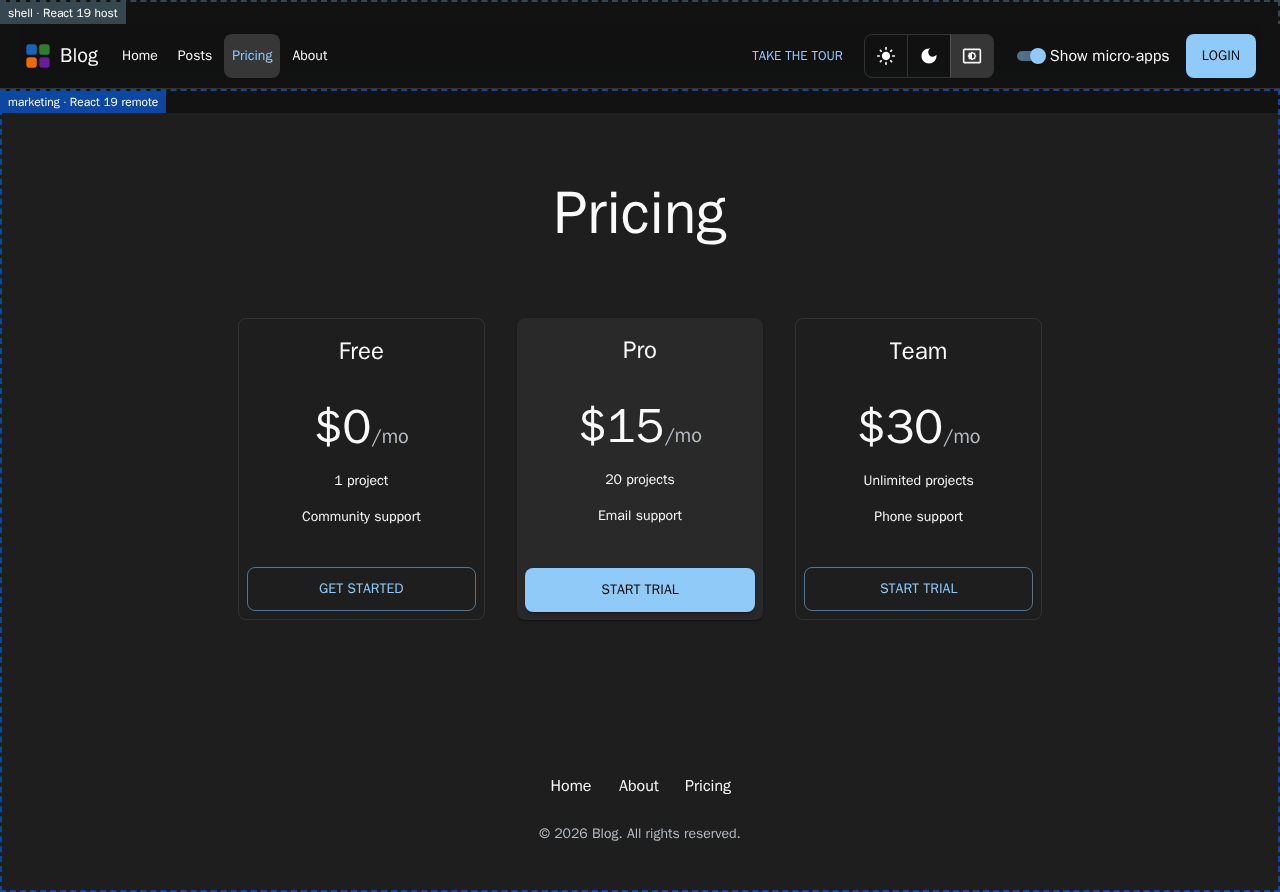 shell · React 19 host
Blog Home Posts Pricing About TAKE THE TOUR Show micro-apps LOGIN
marketing · React 19 remote
Pricing
Free
$0/mo
1 project
Community support
GET STARTED
Pro
$15/mo
20 projects
Email support
START TRIAL
Team
$30/mo
Unlimited projects
Phone support
START TRIAL
Home About Pricing
© 2026 Blog. All rights reserved.